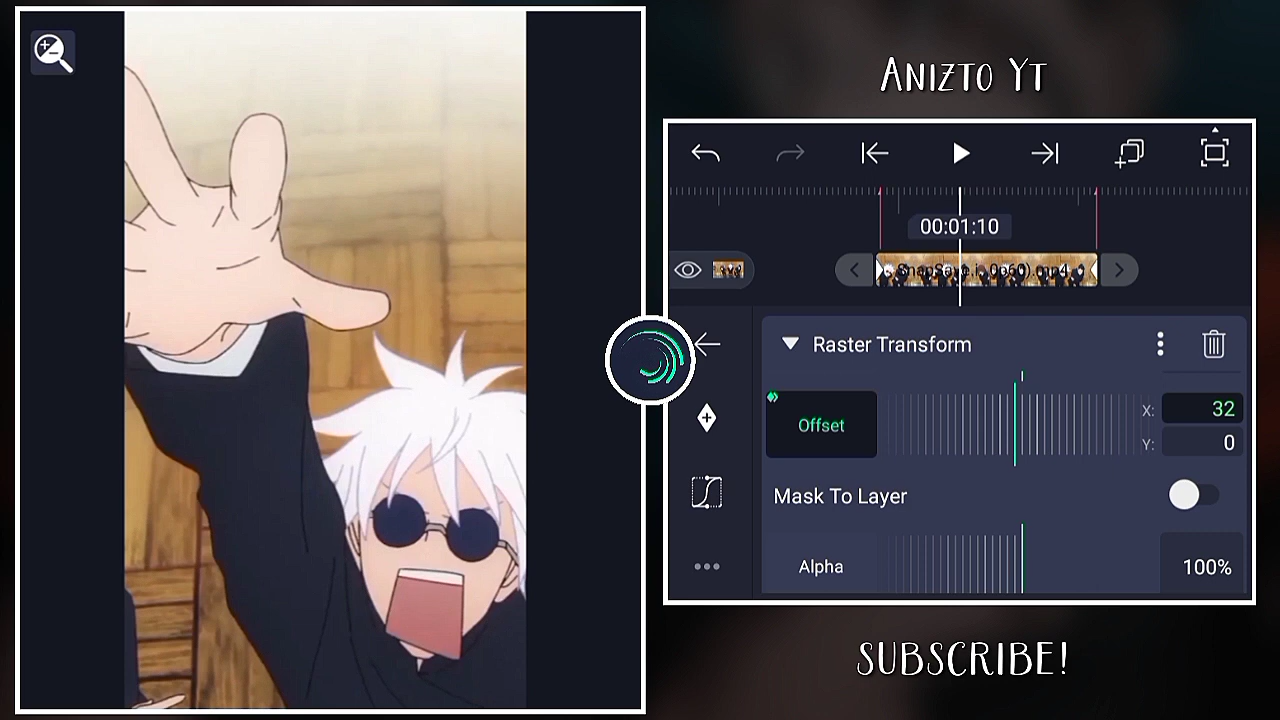 Anizto Yt
00:01:10
Raster Transform
Offset
X: 32
Y: 0
Mask To Layer
Alpha
100%
SUBSCRIBE!